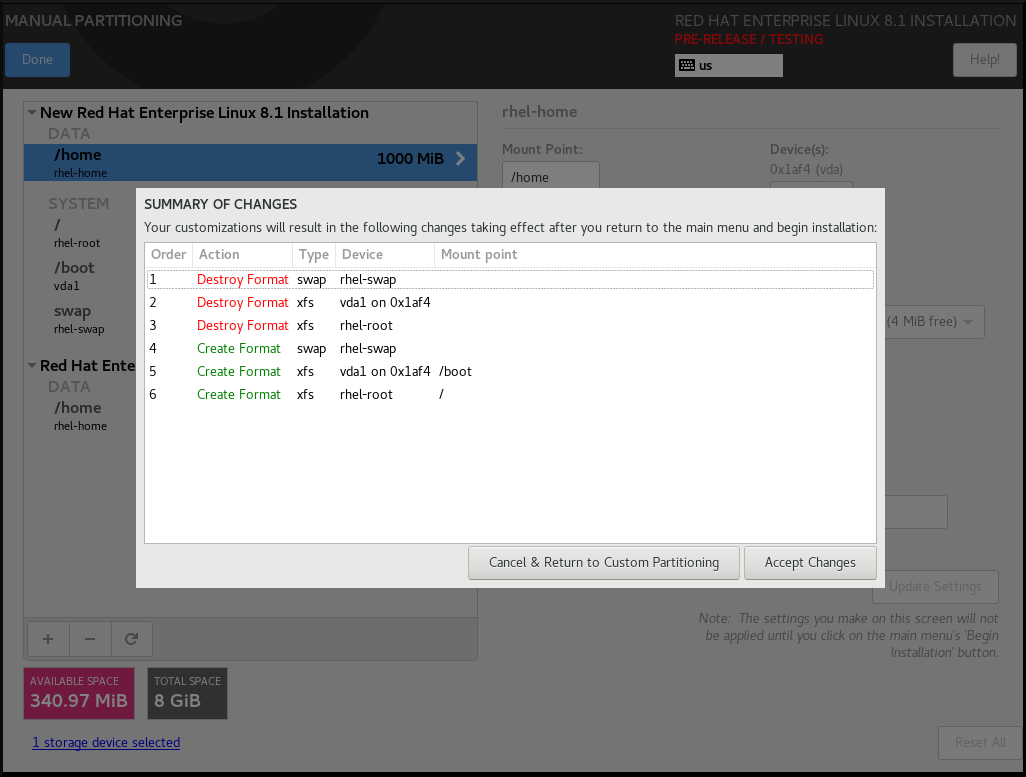 MANUAL PARTITIONING
RED HAT ENTERPRISE LINUX 8.1 INSTALLATION
PRE-RELEASE / TESTING
Done
us
Help!
New Red Hat Enterprise Linux 8.1 Installation
DATA
/home
1000 MiB
rhel-home
SYSTEM
/
rhel-root
/boot
vda1
swap
rhel-swap
Red Hat Ente
DATA
/home
rhel-home
rhel-home
Mount Point:
Device(s):
/home
0x1af4 (vda)
SUMMARY OF CHANGES
Your customizations will result in the following changes taking effect after you return to the main menu and begin installation:
Order Action Type Device Mount point
1 Destroy Format swap rhel-swap
2 Destroy Format xfs vda1 on 0x1af4
3 Destroy Format xfs rhel-root
4 Create Format swap rhel-swap
5 Create Format xfs vda1 on 0x1af4 /boot
6 Create Format xfs rhel-root /
Cancel & Return to Custom Partitioning
Accept Changes
(4 MiB free)
Update Settings
Note: The settings you make on this screen will not
be applied until you click on the main menu's 'Begin
Installation' button.
AVAILABLE SPACE
340.97 MiB
TOTAL SPACE
8 GiB
1 storage device selected
Reset All